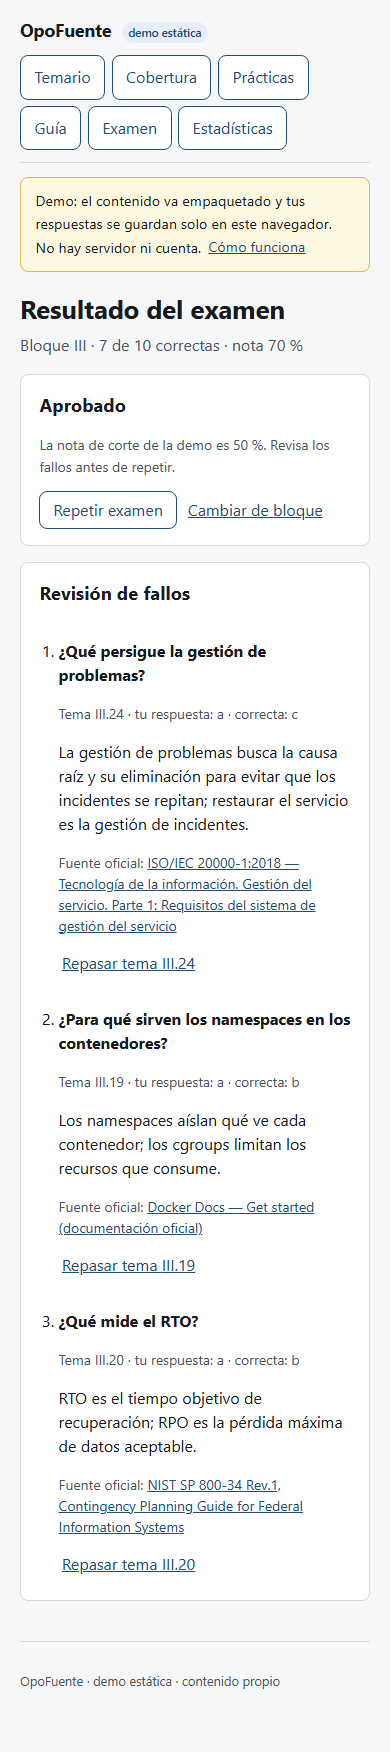 OpoFuente demo estática
Temario Cobertura Prácticas
Guía Examen Estadísticas
Demo: el contenido va empaquetado y tus
respuestas se guardan solo en este navegador.
No hay servidor ni cuenta. Cómo funciona
Resultado del examen
Bloque III · 7 de 10 correctas · nota 70 %
Aprobado
La nota de corte de la demo es 50 %. Revisa los
fallos antes de repetir.
Repetir examen Cambiar de bloque
Revisión de fallos
1. ¿Qué persigue la gestión de
problemas?
Tema III.24 · tu respuesta: a · correcta: c
La gestión de problemas busca la causa
raíz y su eliminación para evitar que los
incidentes se repitan; restaurar el servicio
es la gestión de incidentes.
Fuente oficial: ISO/IEC 20000-1:2018 —
Tecnología de la información. Gestión del
servicio. Parte 1: Requisitos del sistema de
gestión del servicio
Repasar tema III.24
2. ¿Para qué sirven los namespaces en los
contenedores?
Tema III.19 · tu respuesta: a · correcta: b
Los namespaces aíslan qué ve cada
contenedor; los cgroups limitan los
recursos que consume.
Fuente oficial: Docker Docs — Get started
(documentación oficial)
Repasar tema III.19
3. ¿Qué mide el RTO?
Tema III.20 · tu respuesta: a · correcta: b
RTO es el tiempo objetivo de
recuperación; RPO es la pérdida máxima
de datos aceptable.
Fuente oficial: NIST SP 800-34 Rev.1,
Contingency Planning Guide for Federal
Information Systems
Repasar tema III.20
OpoFuente · demo estática · contenido propio